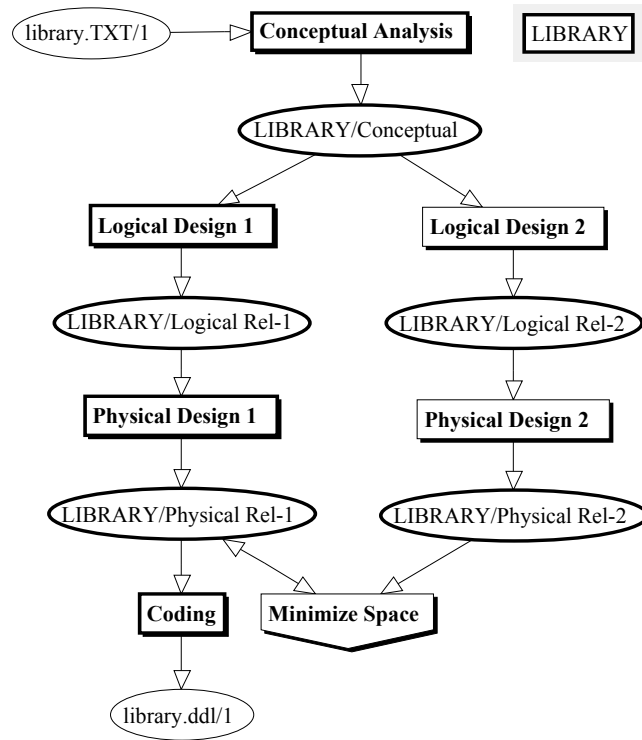 library.TXT/1
Conceptual Analysis
LIBRARY
LIBRARY/Conceptual
Logical Design 1
Logical Design 2
LIBRARY/Logical Rel-1
LIBRARY/Logical Rel-2
Physical Design 1
Physical Design 2
LIBRARY/Physical Rel-1
LIBRARY/Physical Rel-2
Coding
Minimize Space
library.ddl/1